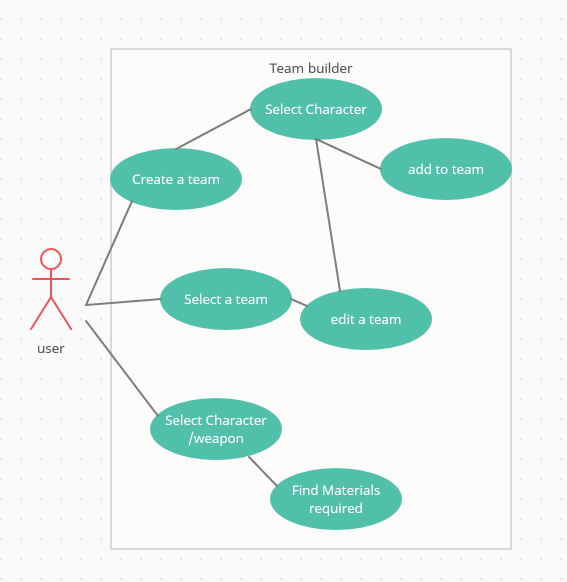 Team builder
Select Character
add to team
Create a team
Select a team
edit a team
user
Select Character
/weapon
Find Materials
required